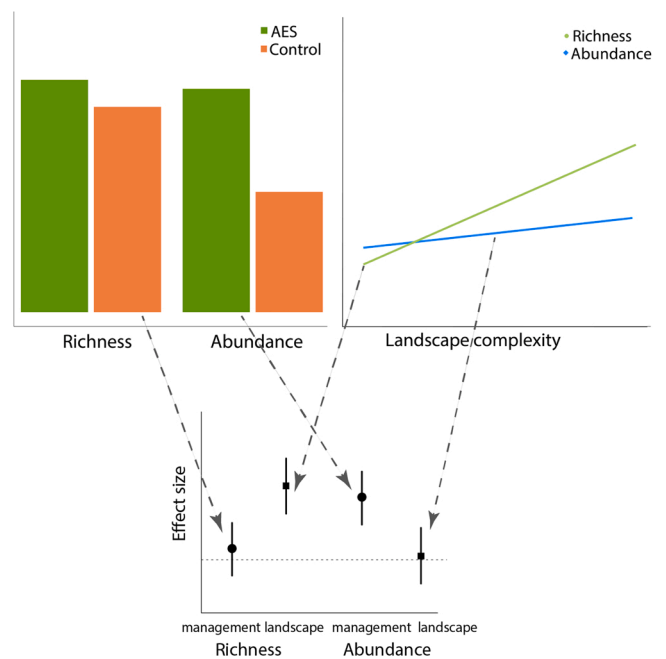 AES
Control
Richness
Abundance
Richness Abundance
Landscape complexity
Effect size
management landscape management landscape
Richness Abundance